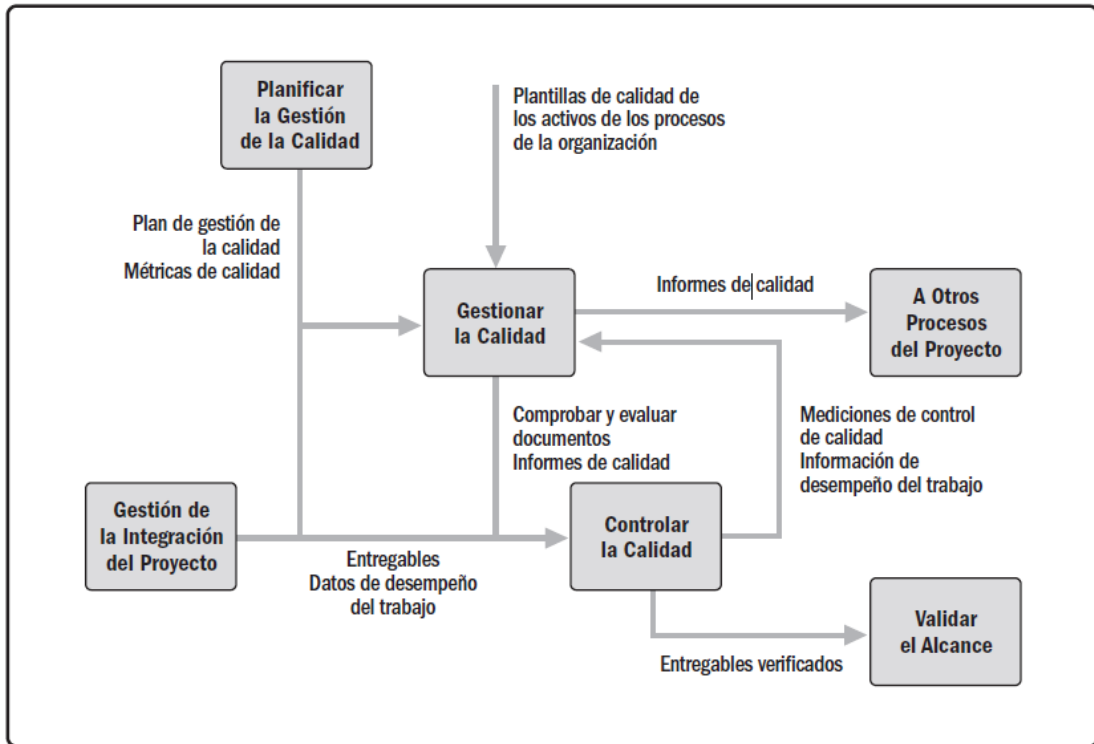 Planificar
la Gestión
de la Calidad
Plantillas de calidad de
los activos de los procesos
de la organización
Plan de gestión de
la calidad
Métricas de calidad
Gestionar
la Calidad
Informes de calidad
A Otros
Procesos
del Proyecto
Comprobar y evaluar
documentos
Informes de calidad
Mediciones de control
de calidad
Información de
desempeño del trabajo
Gestión de
la Integración
del Proyecto
Entregables
Datos de desempeño
del trabajo
Controlar
la Calidad
Entregables verificados
Validar
el Alcance